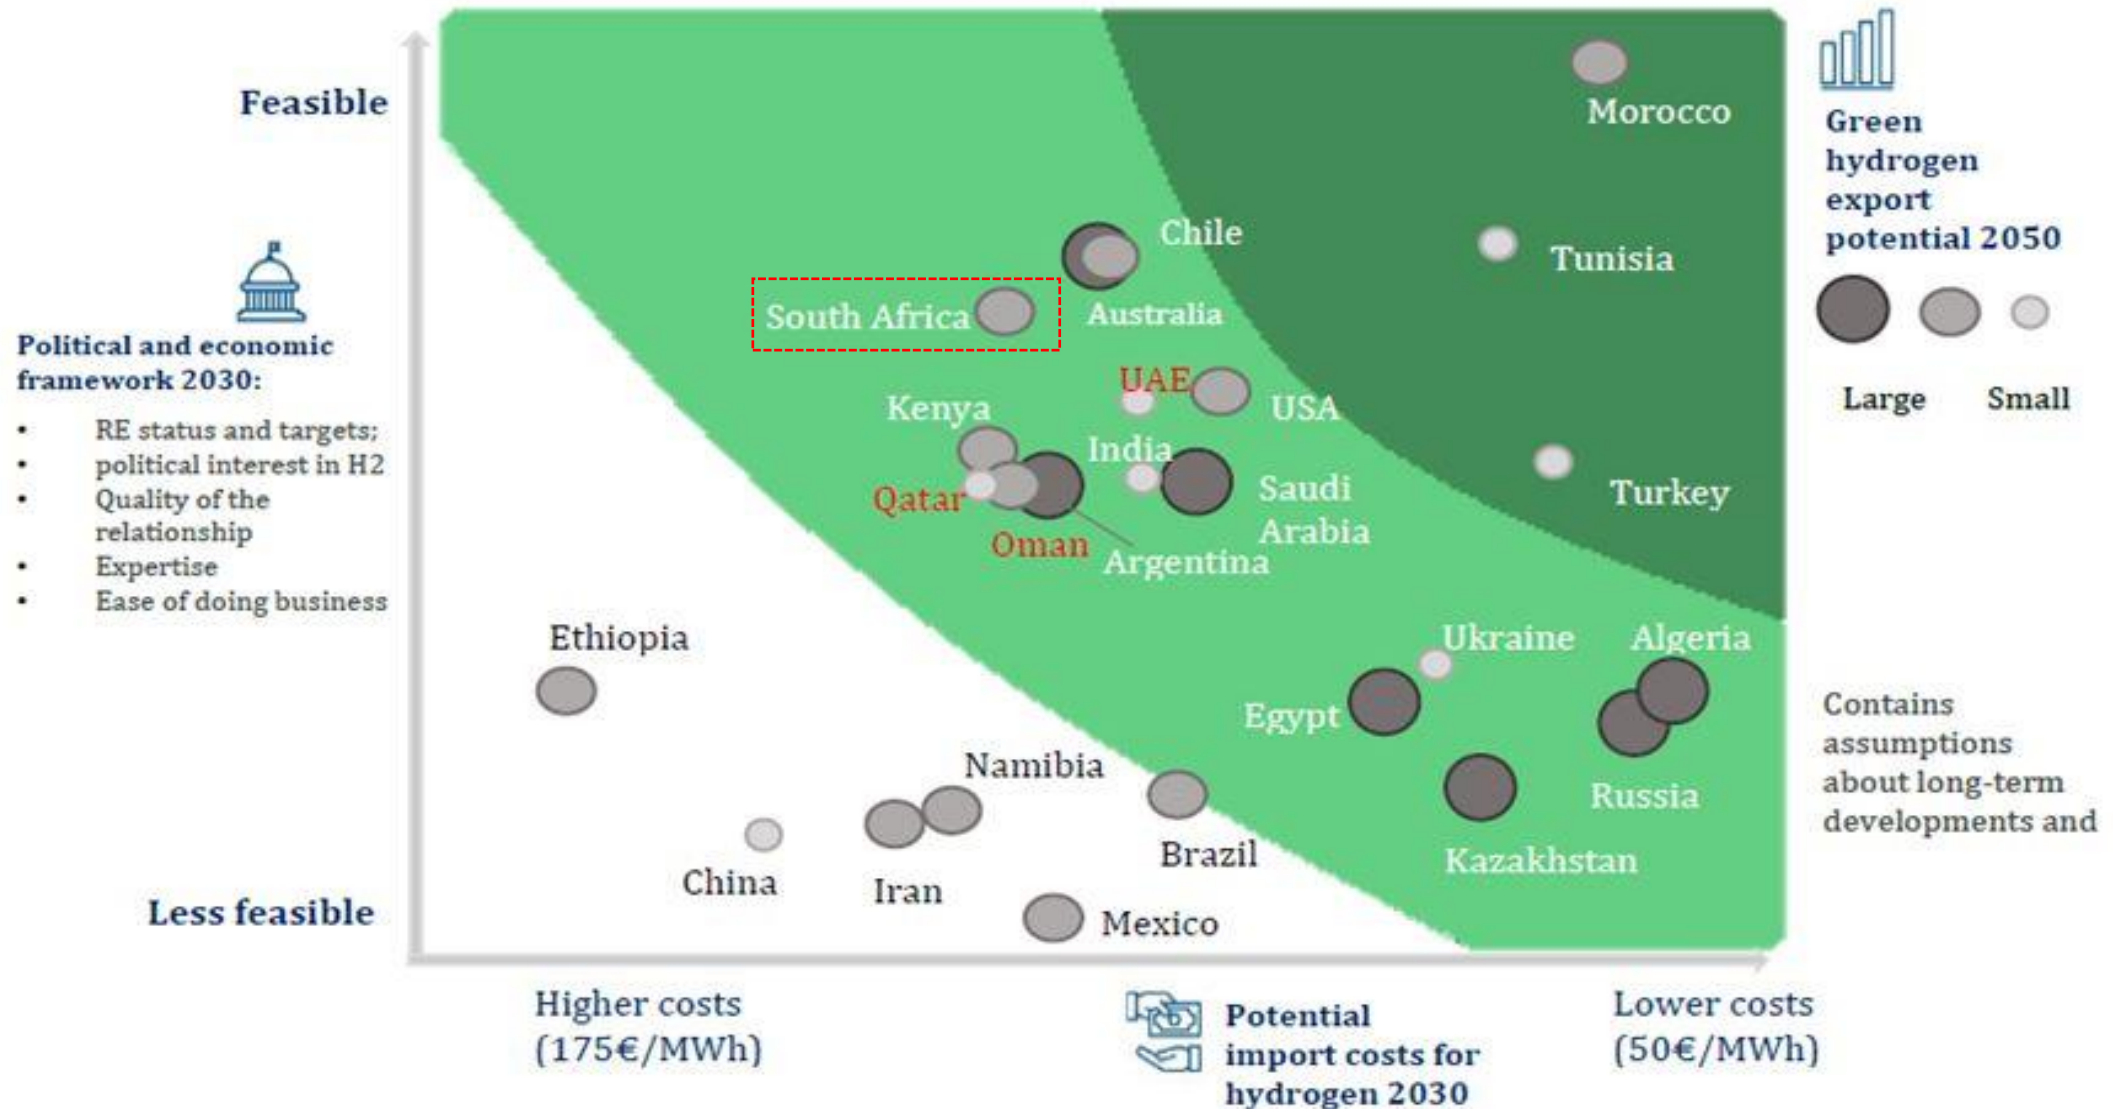 Feasible
Political and economic
framework 2030:
• RE status and targets;
• political interest in H2
• Quality of the
relationship
• Expertise
• Ease of doing business
Less feasible
Morocco
Chile
Tunisia
South Africa
Australia
UAE
USA
Kenya
India
Qatar
Saudi
Arabia
Turkey
Oman
Argentina
Ethiopia
Ukraine
Algeria
Egypt
Namibia
Russia
Brazil
Kazakhstan
China
Iran
Mexico
Green
hydrogen
export
potential 2050
Large
Small
Contains
assumptions
about long-term
developments and
Higher costs
(175€/MWh)
Potential
import costs for
hydrogen 2030
Lower costs
(50€/MWh)